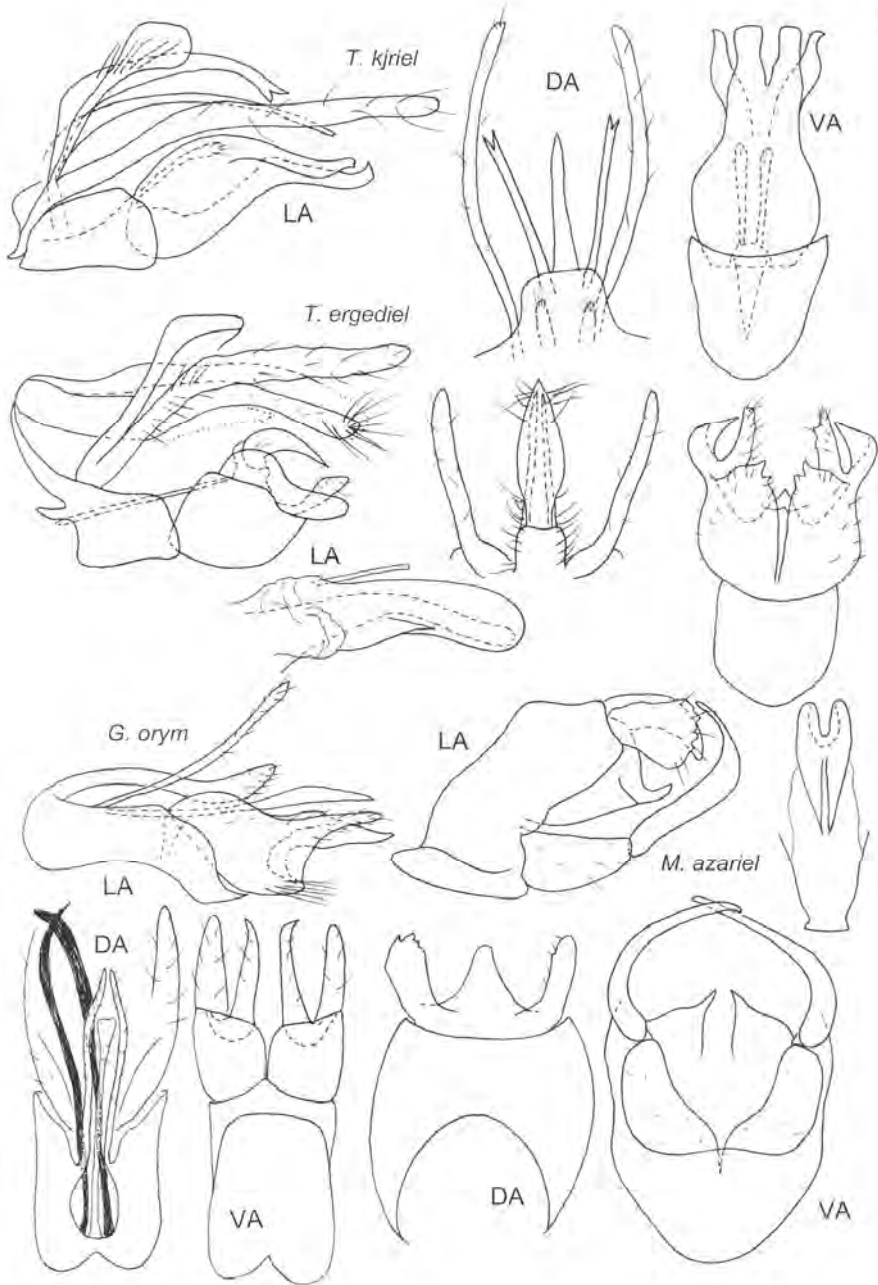 T. kjriel
DA
VA
LA
T. ergediel
LA
G. orym
LA
LA
M. azariel
DA
VA
DA
VA